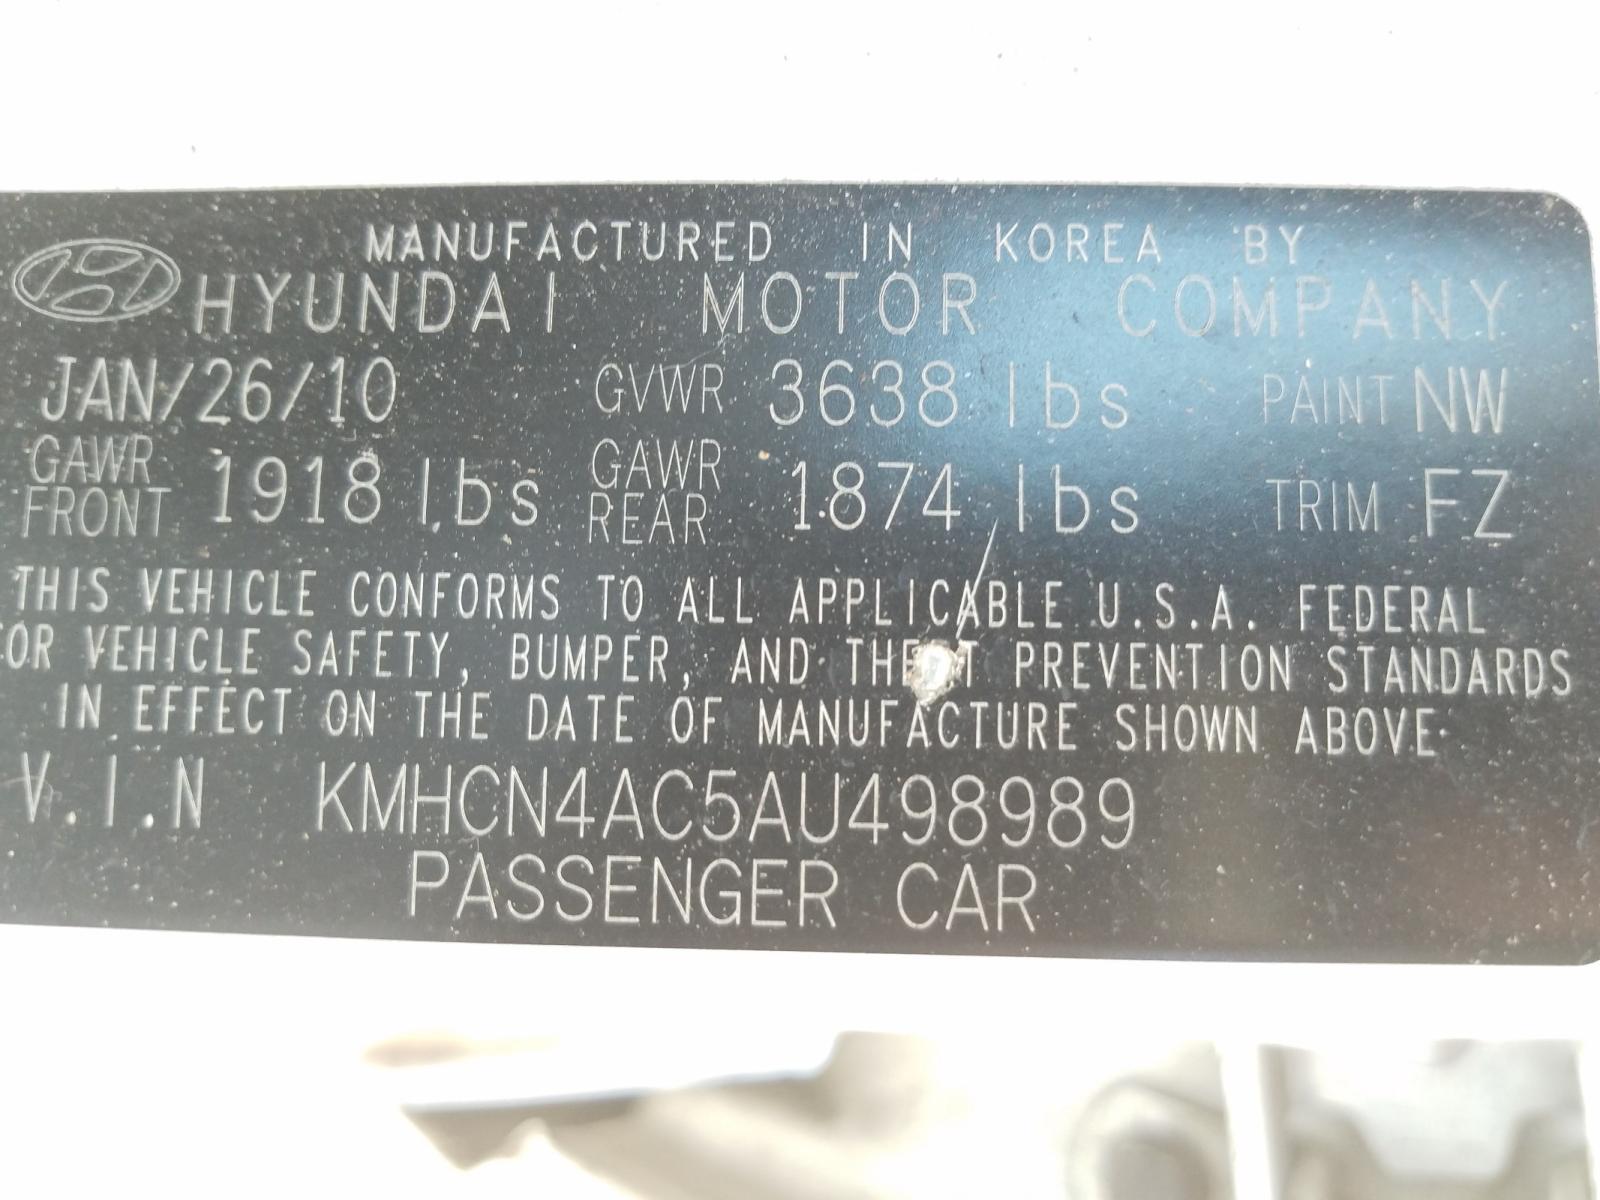 MANUFACTURED IN KOREA BY
HYUNDAI MOTOR COMPANY
JAN/26/10 GVWR 3638 lbs PAINT NW
GAWR FRONT 1918 lbs GAWR REAR 1874 lbs TRIM FZ
THIS VEHICLE CONFORMS TO ALL APPLICABLE U.S.A. FEDERAL
OR VEHICLE SAFETY, BUMPER, AND THEFT PREVENTION STANDARDS
IN EFFECT ON THE DATE OF MANUFACTURE SHOWN ABOVE.
V.I.N KMHCN4AC5AU498989
PASSENGER CAR